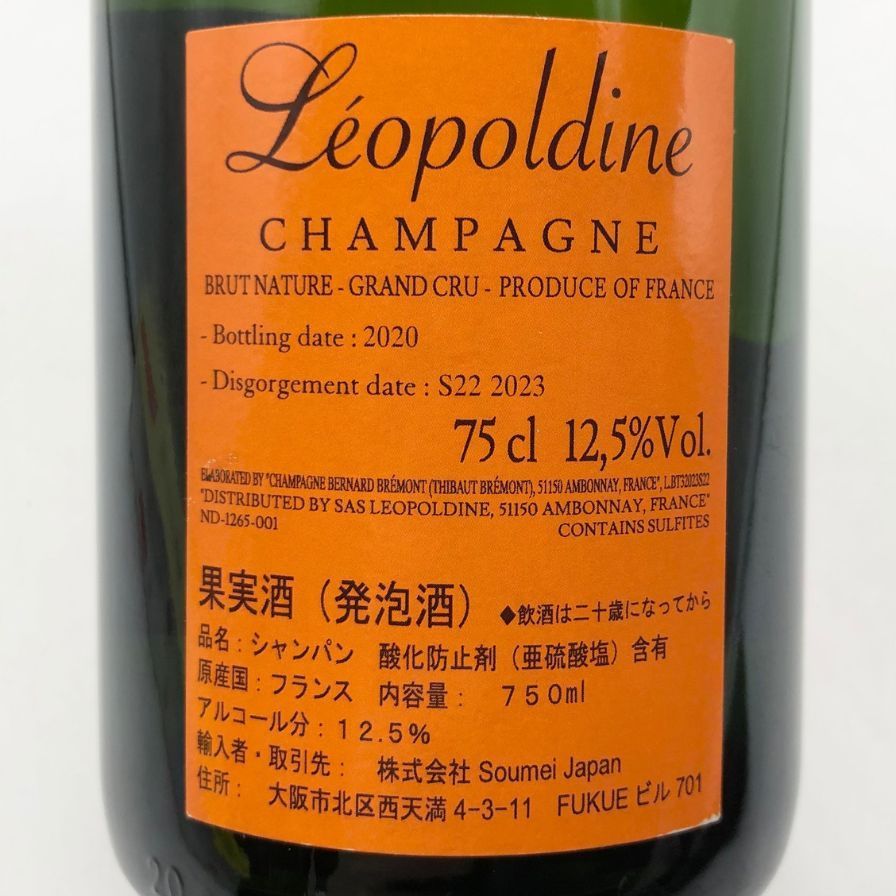 Léopoldine
CHAMPAGNE
BRUT NATURE - GRAND CRU - PRODUCE OF FRANCE
- Bottling date : 2020
- Disgorgement date : S22 2023
75 cl 12,5%Vol.
ELABORATED BY "CHAMPAGNE BERNARD BRÉMONT (THIBAUT BRÉMONT), 51150 AMBONNAY, FRANCE", L.BT32023S22
"DISTRIBUTED BY SAS LEOPOLDINE, 51150 AMBONNAY, FRANCE"
ND-1265-001 CONTAINS SULFITES
果実酒（発泡酒） ◆飲酒は二十歳になってから
品名：シャンパン 酸化防止剤（亜硫酸塩）含有
原産国：フランス 内容量： 750ml
アルコール分：12.5%
輸入者・取引先： 株式会社 Soumei Japan
住所： 大阪市北区西天満 4-3-11 FUKUE ビル 701
20